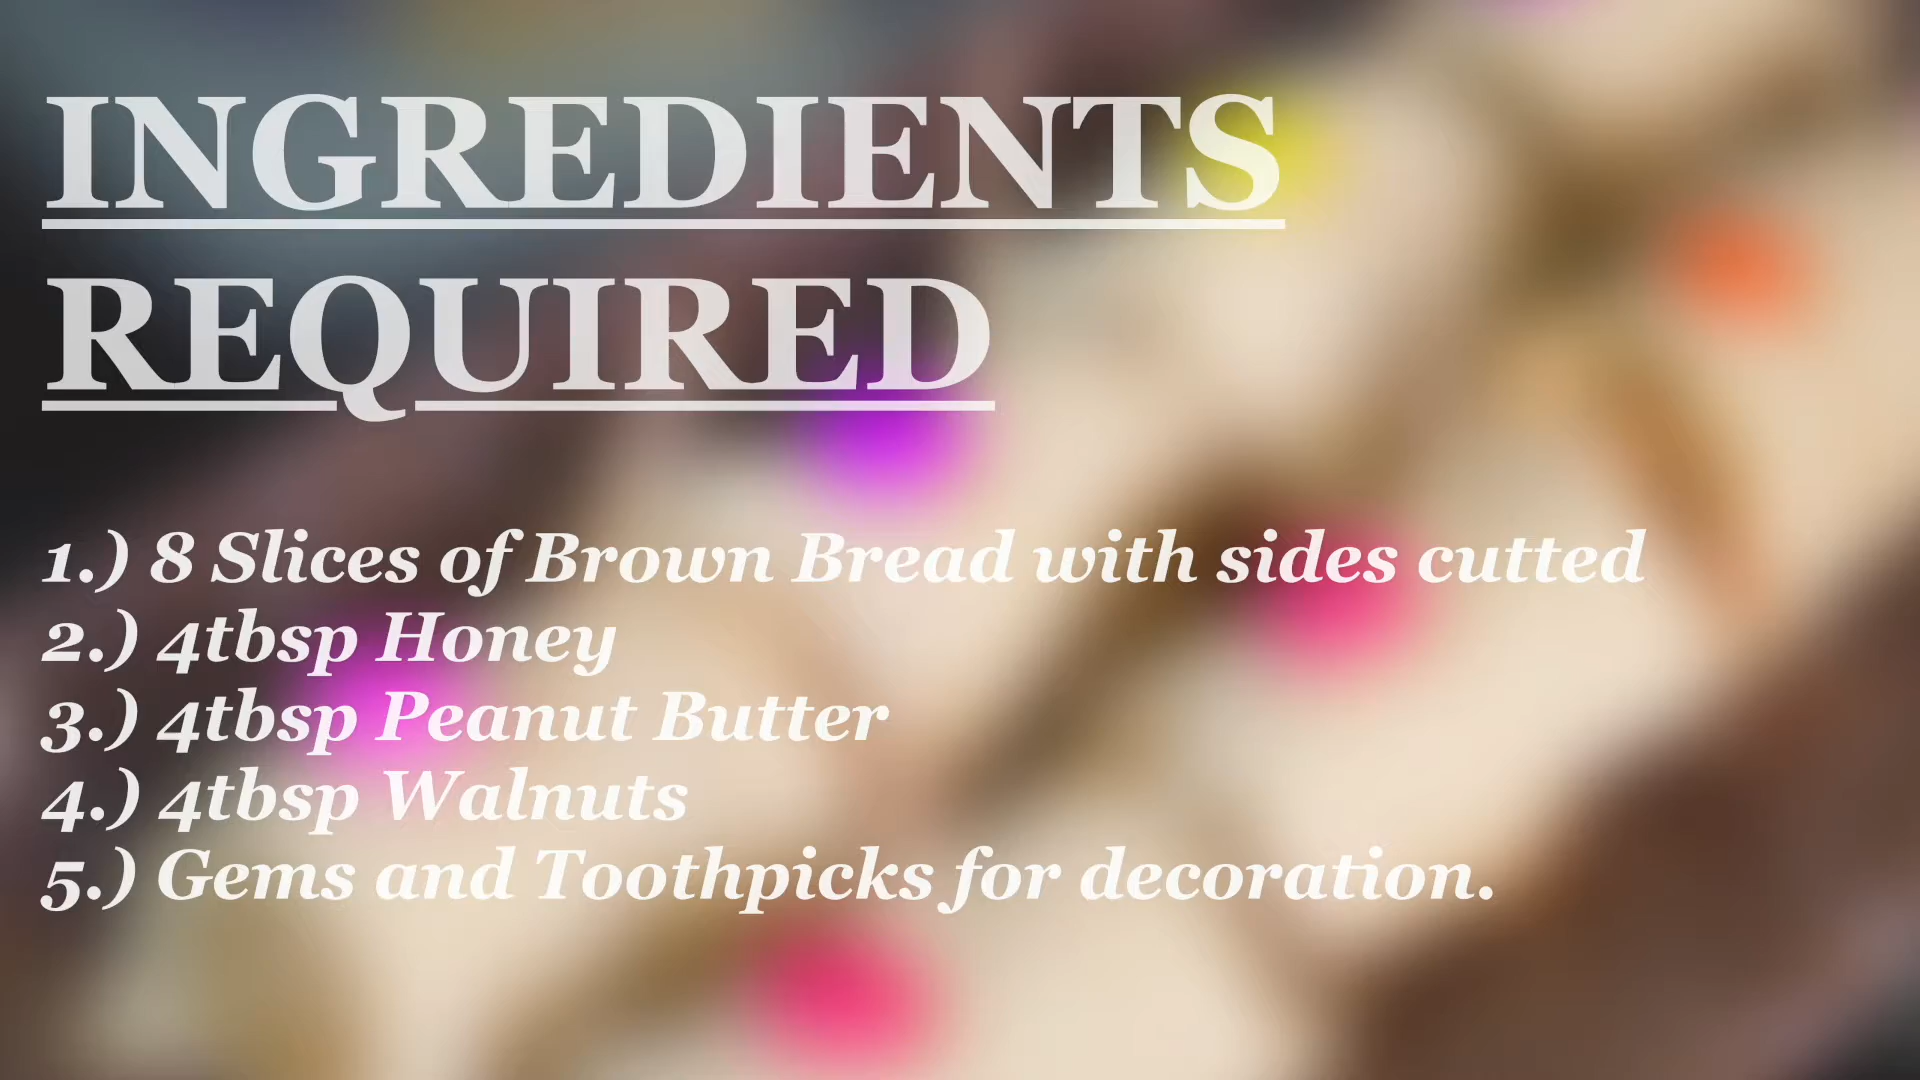 INGREDIENTS
REQUIRED
1.) 8 Slices of Brown Bread with sides cutted
2.) 4tbsp Honey
3.) 4tbsp Peanut Butter
4.) 4tbsp Walnuts
5.) Gems and Toothpicks for decoration.